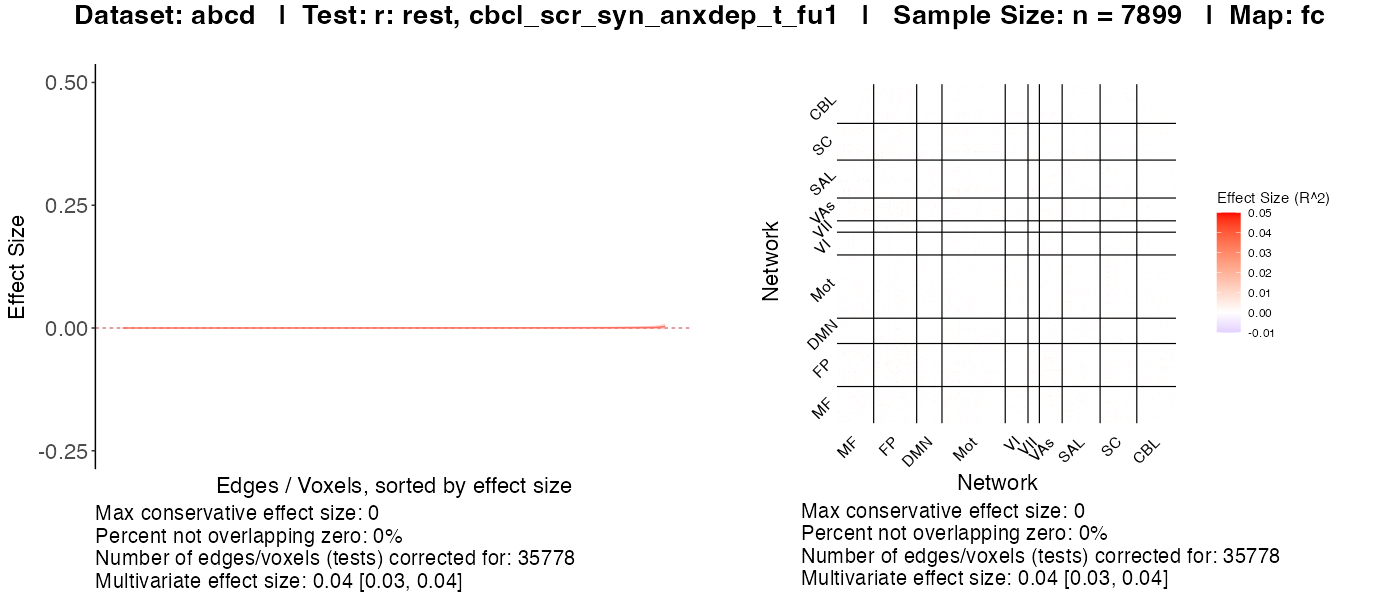 Dataset: abcd | Test: r: rest, cbcl_scr_syn_anxdep_t_fu1 | Sample Size: n = 7899 | Map: fc
0.50
0.25
0.00
-0.25
Effect Size
Edges / Voxels, sorted by effect size
Max conservative effect size: 0
Percent not overlapping zero: 0%
Number of edges/voxels (tests) corrected for: 35778
Multivariate effect size: 0.04 [0.03, 0.04]
CBL
SC
SAL
VAs
VII
VI
Mot
DMN
FP
MF
Network
MF
FP
DMN
Mot
VI
VII
VAs
SAL
SC
CBL
Network
Max conservative effect size: 0
Percent not overlapping zero: 0%
Number of edges/voxels (tests) corrected for: 35778
Multivariate effect size: 0.04 [0.03, 0.04]
Effect Size (R^2)
0.05
0.04
0.03
0.02
0.01
0.00
-0.01